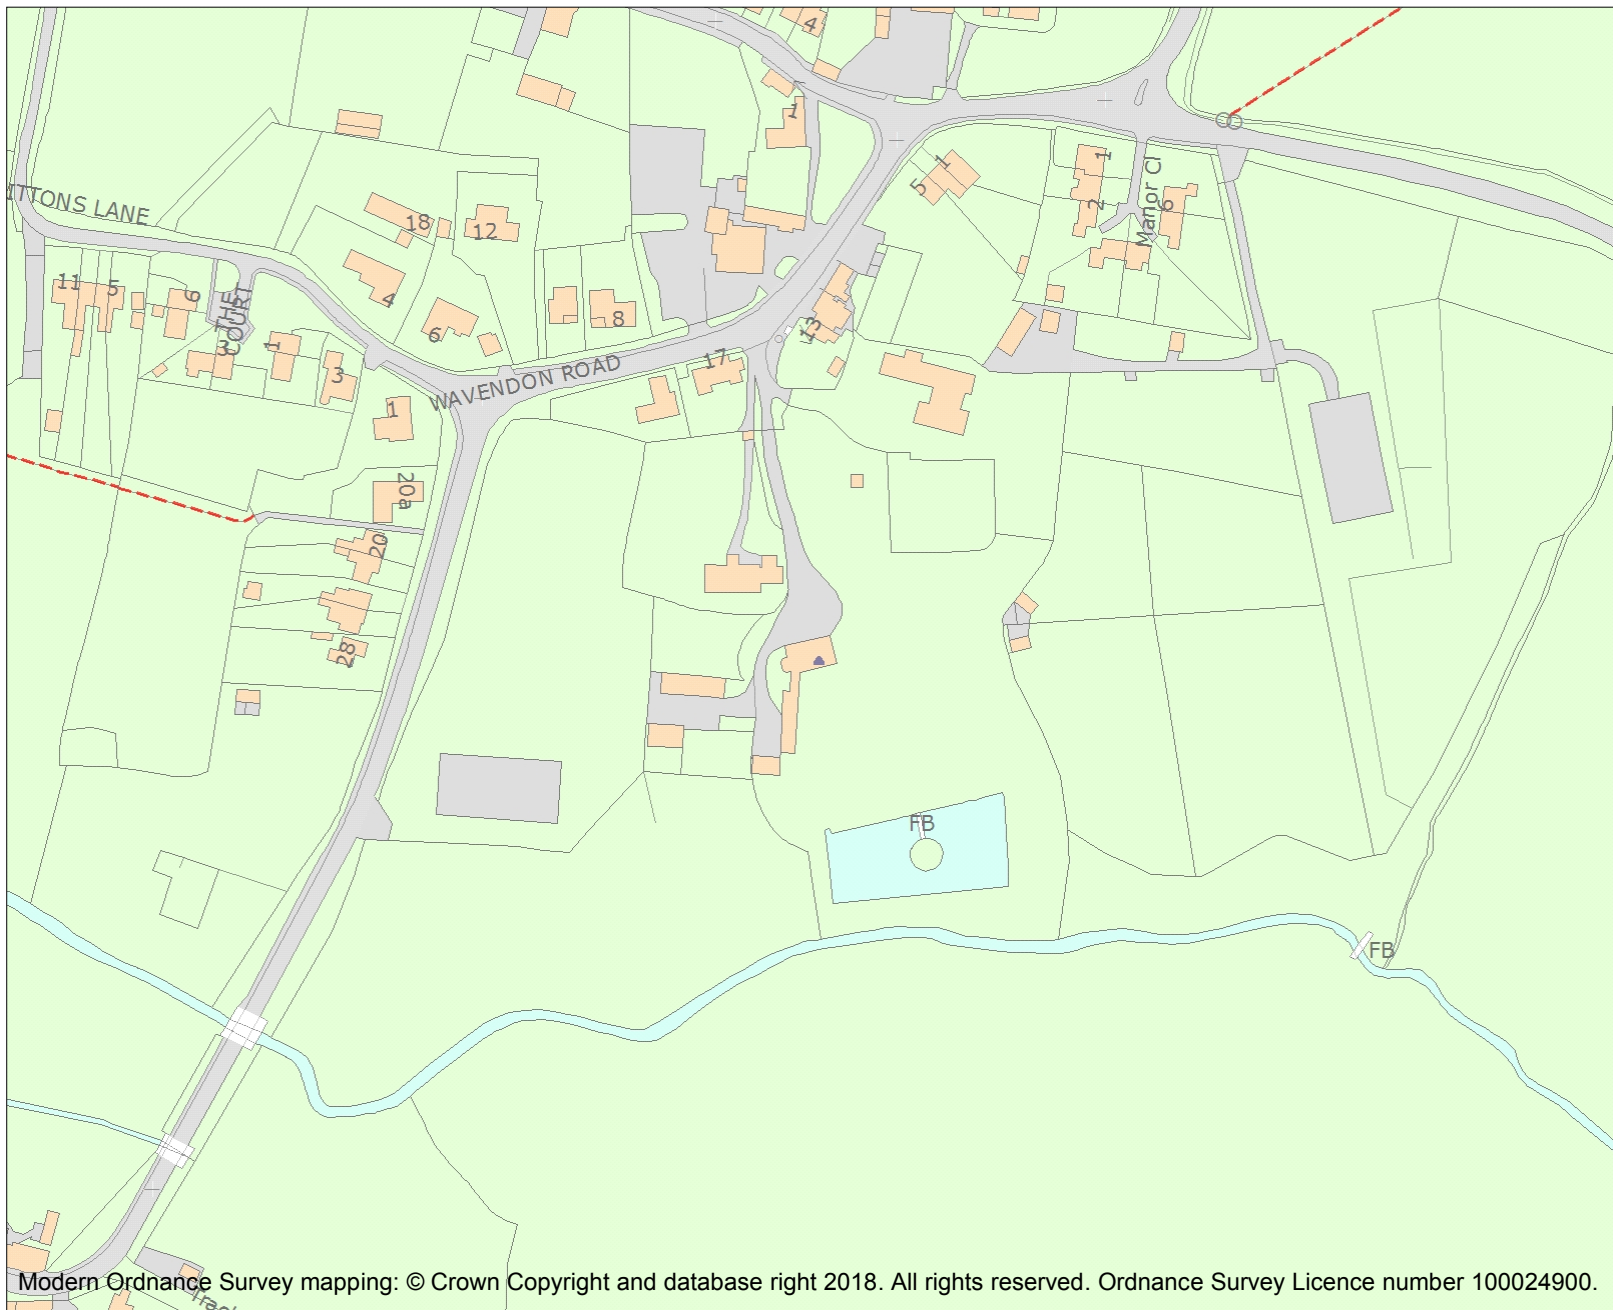 4
1
1
5
1
2
Manor Cl
6
ITTONS LANE
18
12
4
6
8
11
5
6
THE
COURT
3
1
3
1
13
17
WAVENDON ROAD
20a
20
28
FB
FB
Track
Modern Ordnance Survey mapping: © Crown Copyright and database right 2018. All rights reserved. Ordnance Survey Licence number 100024900.